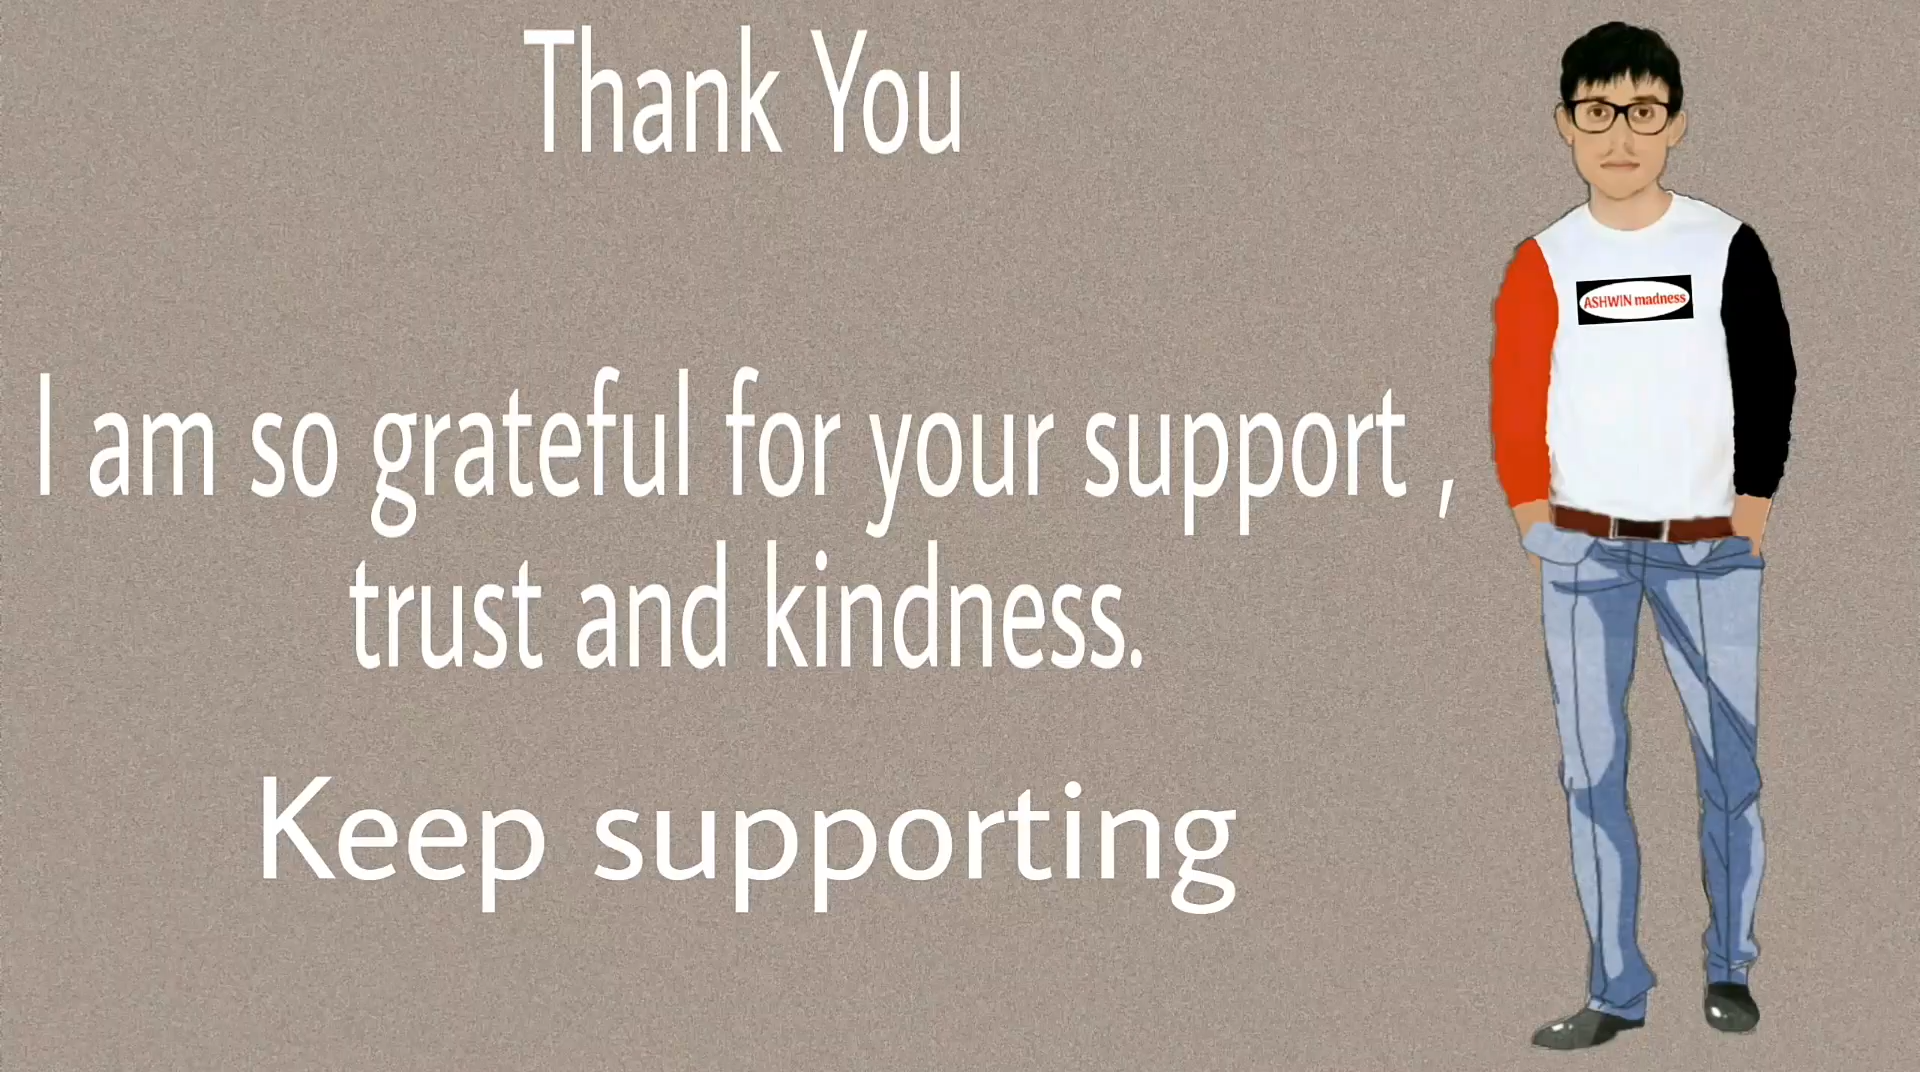 Thank You
I am so grateful for your support ,
trust and kindness.
Keep supporting
ASHWIN madness